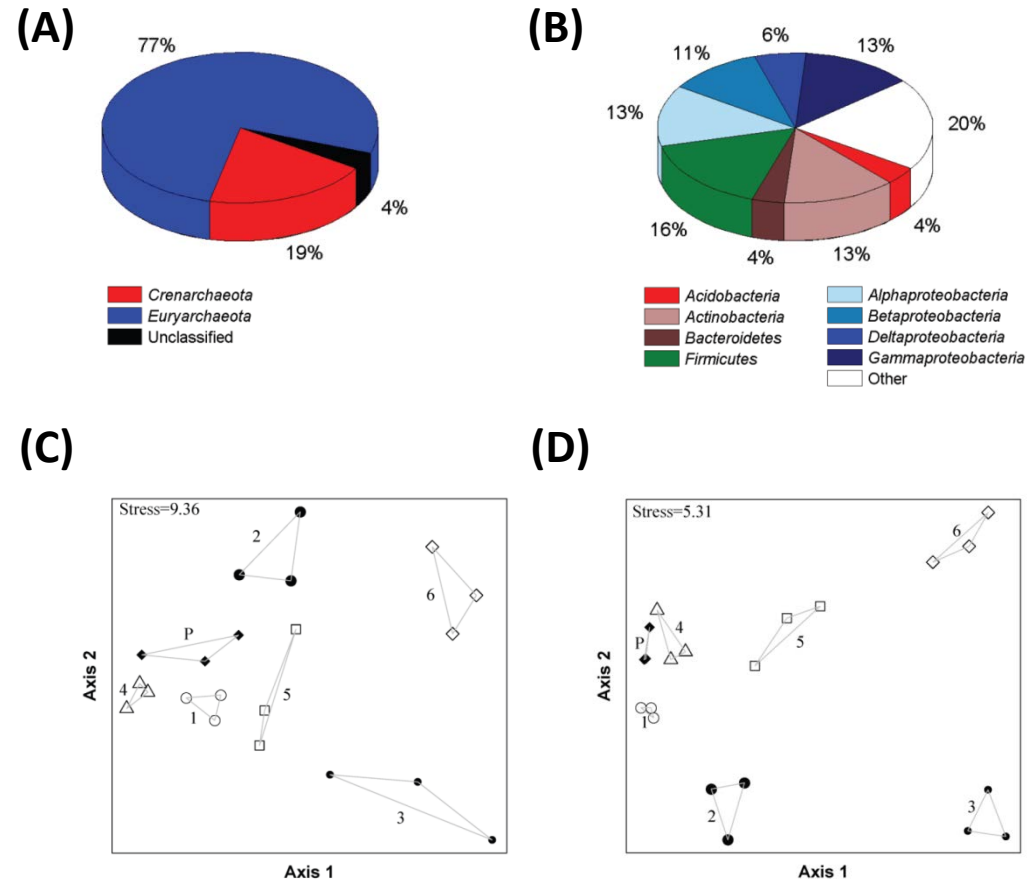 (A)
77%
4%
19%
Crenarchaeota
Euryarchaeota
Unclassified
(B)
6%
11%
13%
13%
20%
16%
4%
4%
13%
Acidobacteria
Actinobacteria
Bacteroidetes
Firmicutes
Alphaproteobacteria
Betaproteobacteria
Deltaproteobacteria
Gammaproteobacteria
Other
(C)
Stress=9.36
2
6
P
4
1
5
3
Axis 2
Axis 1
(D)
Stress=5.31
6
P
4
5
1
2
3
Axis 2
Axis 1